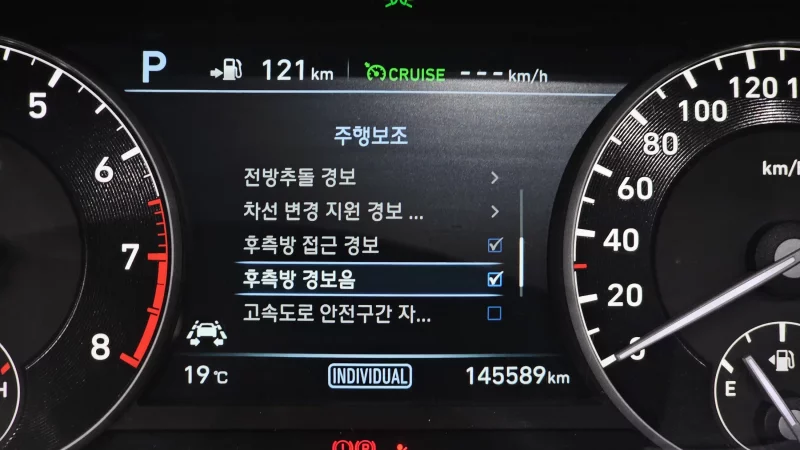 P 121 km CRUISE ---km/h
주행보조
전방추돌 경보
차선 변경 지원 경보 ...
후측방 접근 경보
후측방 경보음
고속도로 안전구간 자...
19℃ INDIVIDUAL 145589km
5
6
7
8
H
120
100
80
60
40
20
0
km/h
E